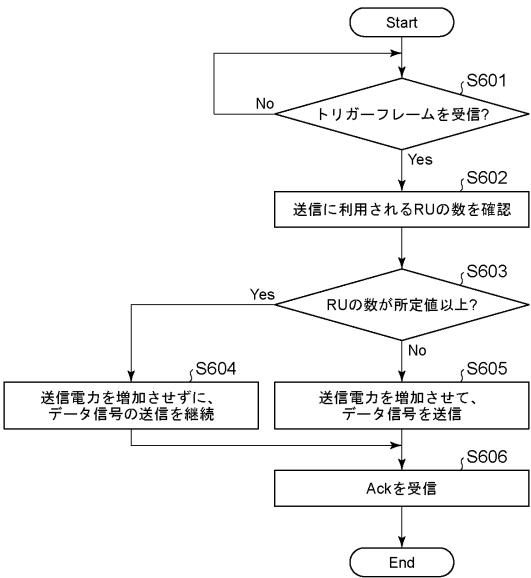 Start
S601
No
トリガーフレームを受信?
Yes
S602
送信に利用されるRUの数を確認
S603
Yes
RUの数が所定値以上?
No
S604
送信電力を増加させずに、
データ信号の送信を継続
S605
送信電力を増加させて、
データ信号を送信
S606
Ackを受信
End